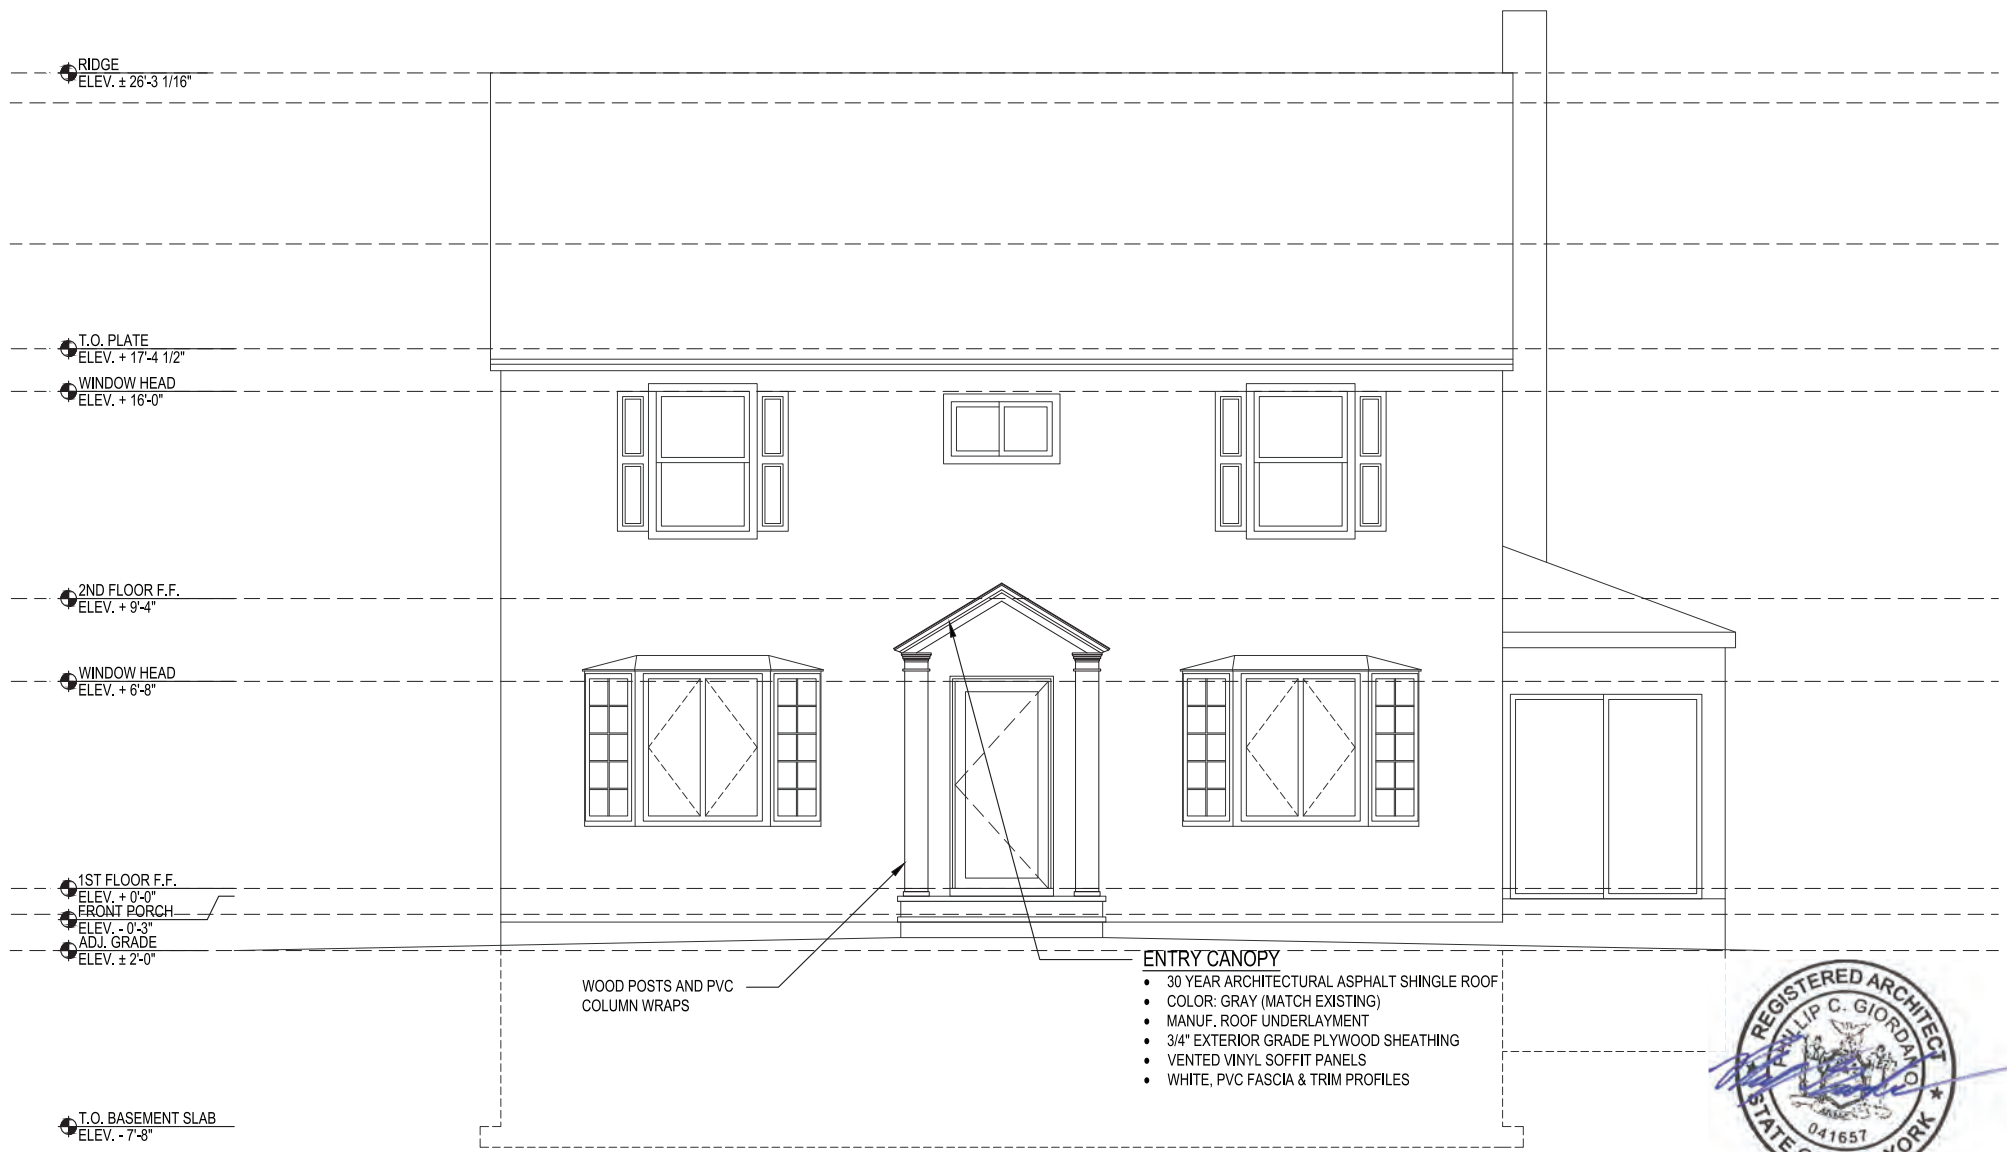 RIDGE
ELEV. ± 26'-3 1/16"
T.O. PLATE
ELEV. + 17'-4 1/2"
WINDOW HEAD
ELEV. + 16'-0"
2ND FLOOR F.F.
ELEV. + 9'-4"
WINDOW HEAD
ELEV. + 6'-8"
1ST FLOOR F.F.
ELEV. + 0'-0"
FRONT PORCH
ELEV. - 0'-3"
ADJ. GRADE
ELEV. ± 2'-0"
T.O. BASEMENT SLAB
ELEV. - 7'-8"
WOOD POSTS AND PVC
COLUMN WRAPS
ENTRY CANOPY
• 30 YEAR ARCHITECTURAL ASPHALT SHINGLE ROOF
• COLOR: GRAY (MATCH EXISTING)
• MANUF. ROOF UNDERLAYMENT
• 3/4" EXTERIOR GRADE PLYWOOD SHEATHING
• VENTED VINYL SOFFIT PANELS
• WHITE, PVC FASCIA & TRIM PROFILES
REGISTERED ARCHITECT
PHILLIP C. GIORDANO
041657
STATE YORK